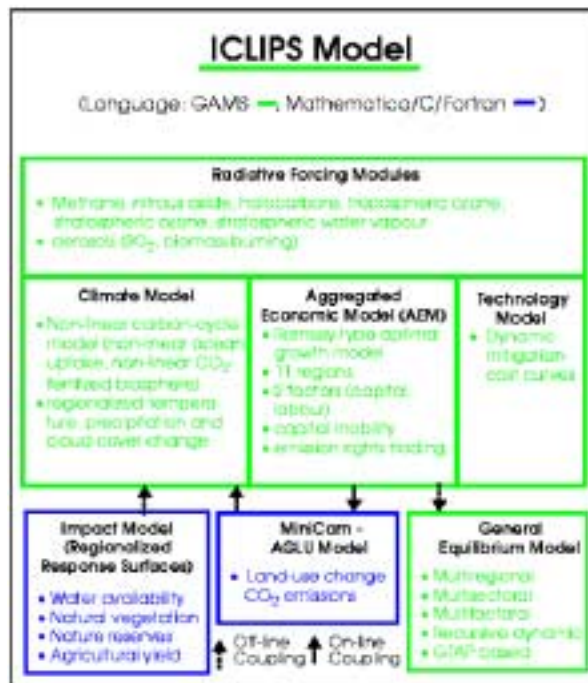 ICLIPS Model
(Language: GAMS, Mathematica/C/Fortran)
Radiative Forcing Modules
• Methane, nitrous oxide, halocarbons, tropospheric ozone,
stratospheric ozone, stratospheric water vapour
• aerosols (SO₂, biomass burning)
Climate Model
• Non-linear carbon-cycle
model (non-linear ocean
uptake, non-linear CO₂
fertilized biosphere)
• regionalized tempera-
ture, precipitation and
cloud cover change
Aggregated
Economic Model (AEM)
• Ramsey type optimal
growth model
• 11 regions
• factors (capital,
labour)
• capital mobility
• emission rights trading
Technology
Model
• Dynamic
mitigation
cost curves
Impact Model
(Regionalized
Response Surfaces)
• Water availability
• Natural vegetation
• Nature reserves
• Agricultural yield
MiniCam -
AGLU Model
• Land-use change
CO₂ emissions
Off-line
Coupling
On-line
Coupling
General
Equilibrium Model
• Multiregional
• Multisectoral
• Multifactoral
• Recursive dynamic
• GTAP-based